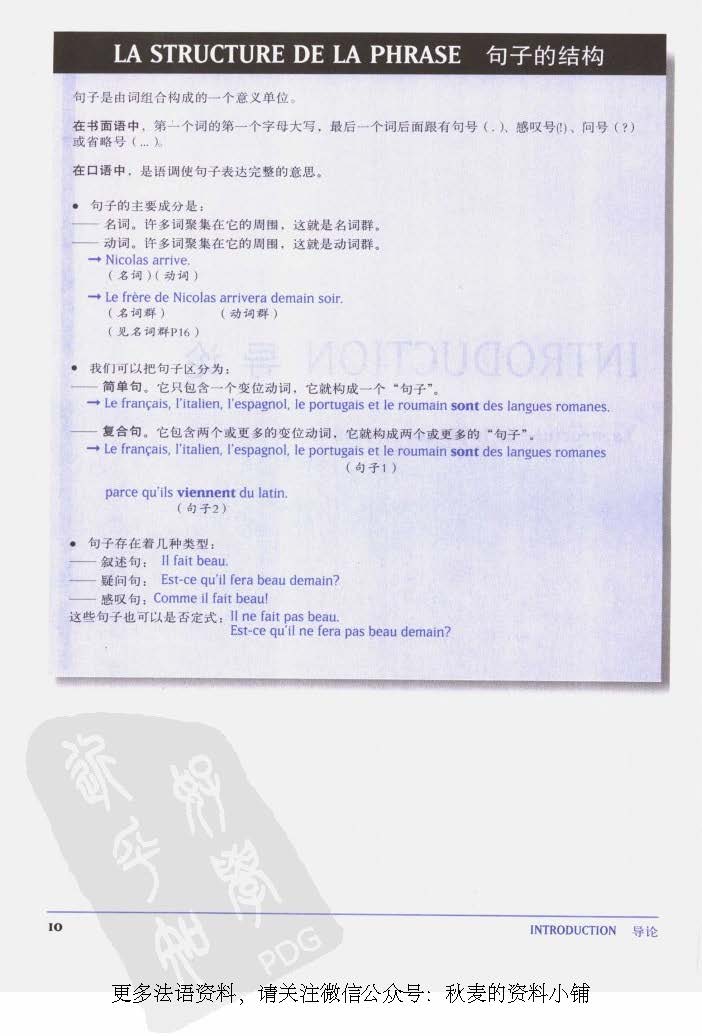 LA STRUCTURE DE LA PHRASE 句子的结构
句子是由词组合构成的一个意义单位。
在书面语中，第一个词的第一个字母大写，最后一个词后面跟有句号（.）、感叹号(!)、问号（?）
或省略号（...）。
在口语中，是语调使句子表达完整的意思。
• 句子的主要成分是：
—— 名词。许多词聚集在它的周围，这就是名词群。
—— 动词。许多词聚集在它的周围，这就是动词群。
→ Nicolas arrive.
（名词）（动词）
→ Le frère de Nicolas arrivera demain soir.
（名词群） （动词群）
（见名词群P16）
• 我们可以把句子区分为：
—— 简单句。它只包含一个变位动词，它就构成一个“句子”。
→ Le français, l'italien, l'espagnol, le portugais et le roumain sont des langues romanes.
—— 复合句。它包含两个或更多的变位动词，它就构成两个或更多的“句子”。
→ Le français, l'italien, l'espagnol, le portugais et le roumain sont des langues romanes
（句子1）
parce qu'ils viennent du latin.
（句子2）
• 句子存在着几种类型：
—— 叙述句： Il fait beau.
—— 疑问句： Est-ce qu'il fera beau demain?
—— 感叹句：Comme il fait beau!
这些句子也可以是否定式：Il ne fait pas beau.
Est-ce qu'il ne fera pas beau demain?
PDG
10 INTRODUCTION 导论
更多法语资料，请关注微信公众号：秋麦的资料小铺